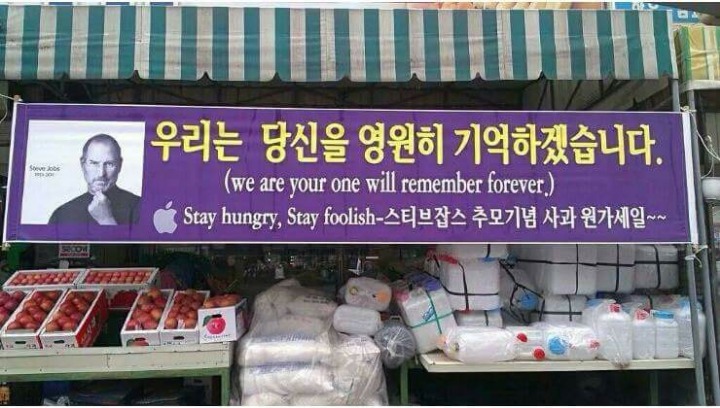 Steve Jobs
1955-2011
우리는 당신을 영원히 기억하겠습니다.
(we are your one will remember forever.)
Stay hungry, Stay foolish-스티브잡스 추모기념 사과 원가세일~~